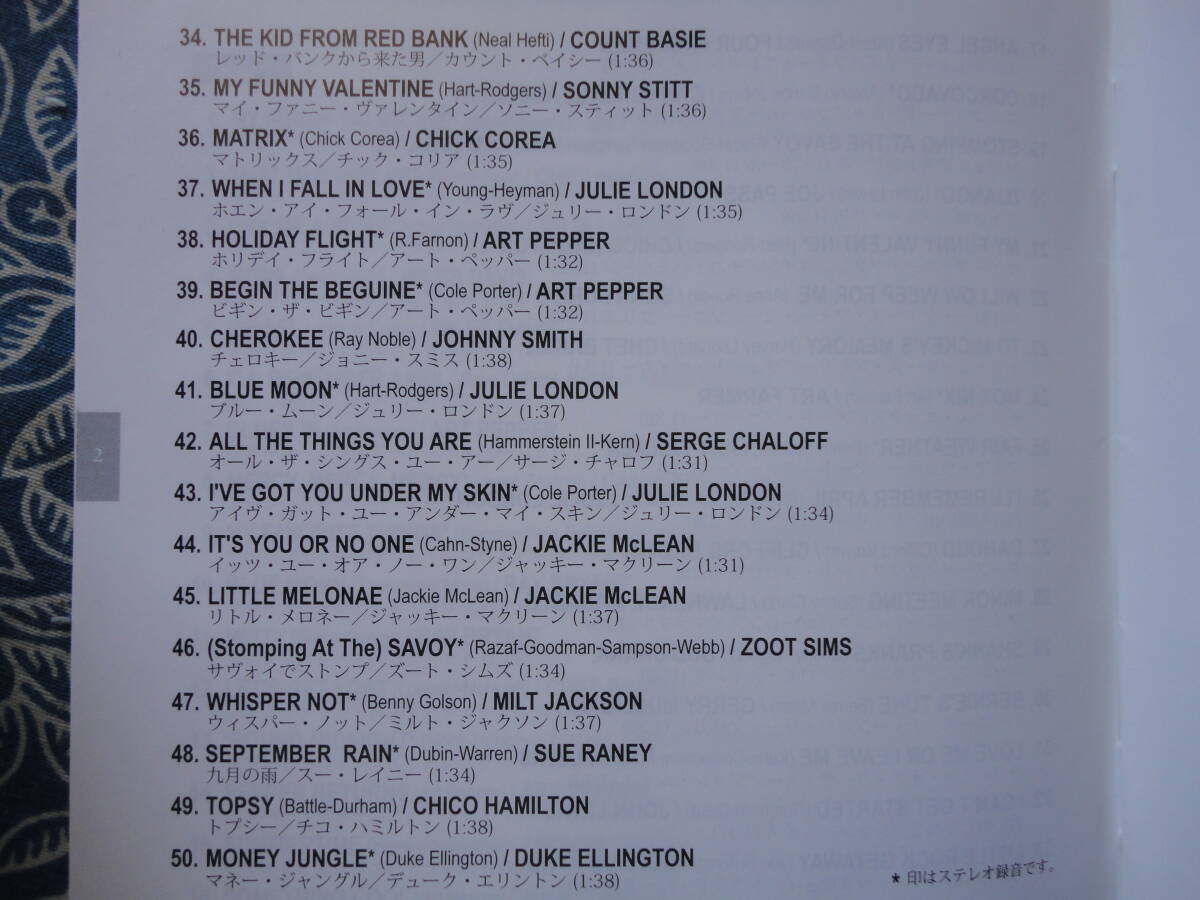 34. THE KID FROM RED BANK (Neal Hefti) / COUNT BASIE
レッド・バンクから来た男／カウント・ベイシー (1:36)
35. MY FUNNY VALENTINE (Hart-Rodgers) / SONNY STITT
マイ・ファニー・ヴァレンタイン／ソニー・スティット (1:36)
36. MATRIX* (Chick Corea) / CHICK COREA
マトリックス／チック・コリア (1:35)
37. WHEN I FALL IN LOVE* (Young-Heyman) / JULIE LONDON
ホエン・アイ・フォール・イン・ラヴ／ジュリー・ロンドン (1:35)
38. HOLIDAY FLIGHT* (R.Farnon) / ART PEPPER
ホリデイ・フライト／アート・ペッパー (1:32)
39. BEGIN THE BEGUINE* (Cole Porter) / ART PEPPER
ビギン・ザ・ビギン／アート・ペッパー (1:32)
40. CHEROKEE (Ray Noble) / JOHNNY SMITH
チェロキー／ジョニー・スミス (1:38)
41. BLUE MOON* (Hart-Rodgers) / JULIE LONDON
ブルー・ムーン／ジュリー・ロンドン (1:37)
42. ALL THE THINGS YOU ARE (Hammerstein II-Kern) / SERGE CHALOFF
オール・ザ・シングス・ユー・アー／サージ・チャロフ (1:31)
2
43. I'VE GOT YOU UNDER MY SKIN* (Cole Porter) / JULIE LONDON
アイヴ・ガット・ユー・アンダー・マイ・スキン／ジュリー・ロンドン (1:34)
44. IT'S YOU OR NO ONE (Cahn-Styne) / JACKIE McLEAN
イッツ・ユー・オア・ノー・ワン／ジャッキー・マクリーン (1:31)
45. LITTLE MELONAE (Jackie McLean) / JACKIE McLEAN
リトル・メロネー／ジャッキー・マクリーン (1:37)
46. (Stomping At The) SAVOY* (Razaf-Goodman-Sampson-Webb) / ZOOT SIMS
サヴォイでストンプ／ズート・シムズ (1:34)
47. WHISPER NOT* (Benny Golson) / MILT JACKSON
ウィスパー・ノット／ミルト・ジャクソン (1:37)
48. SEPTEMBER RAIN* (Dubin-Warren) / SUE RANEY
九月の雨／スー・レイニー (1:34)
49. TOPSY (Battle-Durham) / CHICO HAMILTON
トプシー／チコ・ハミルトン (1:38)
50. MONEY JUNGLE* (Duke Ellington) / DUKE ELLINGTON
マネー・ジャングル／デューク・エリントン (1:38)
* 印はステレオ録音です。